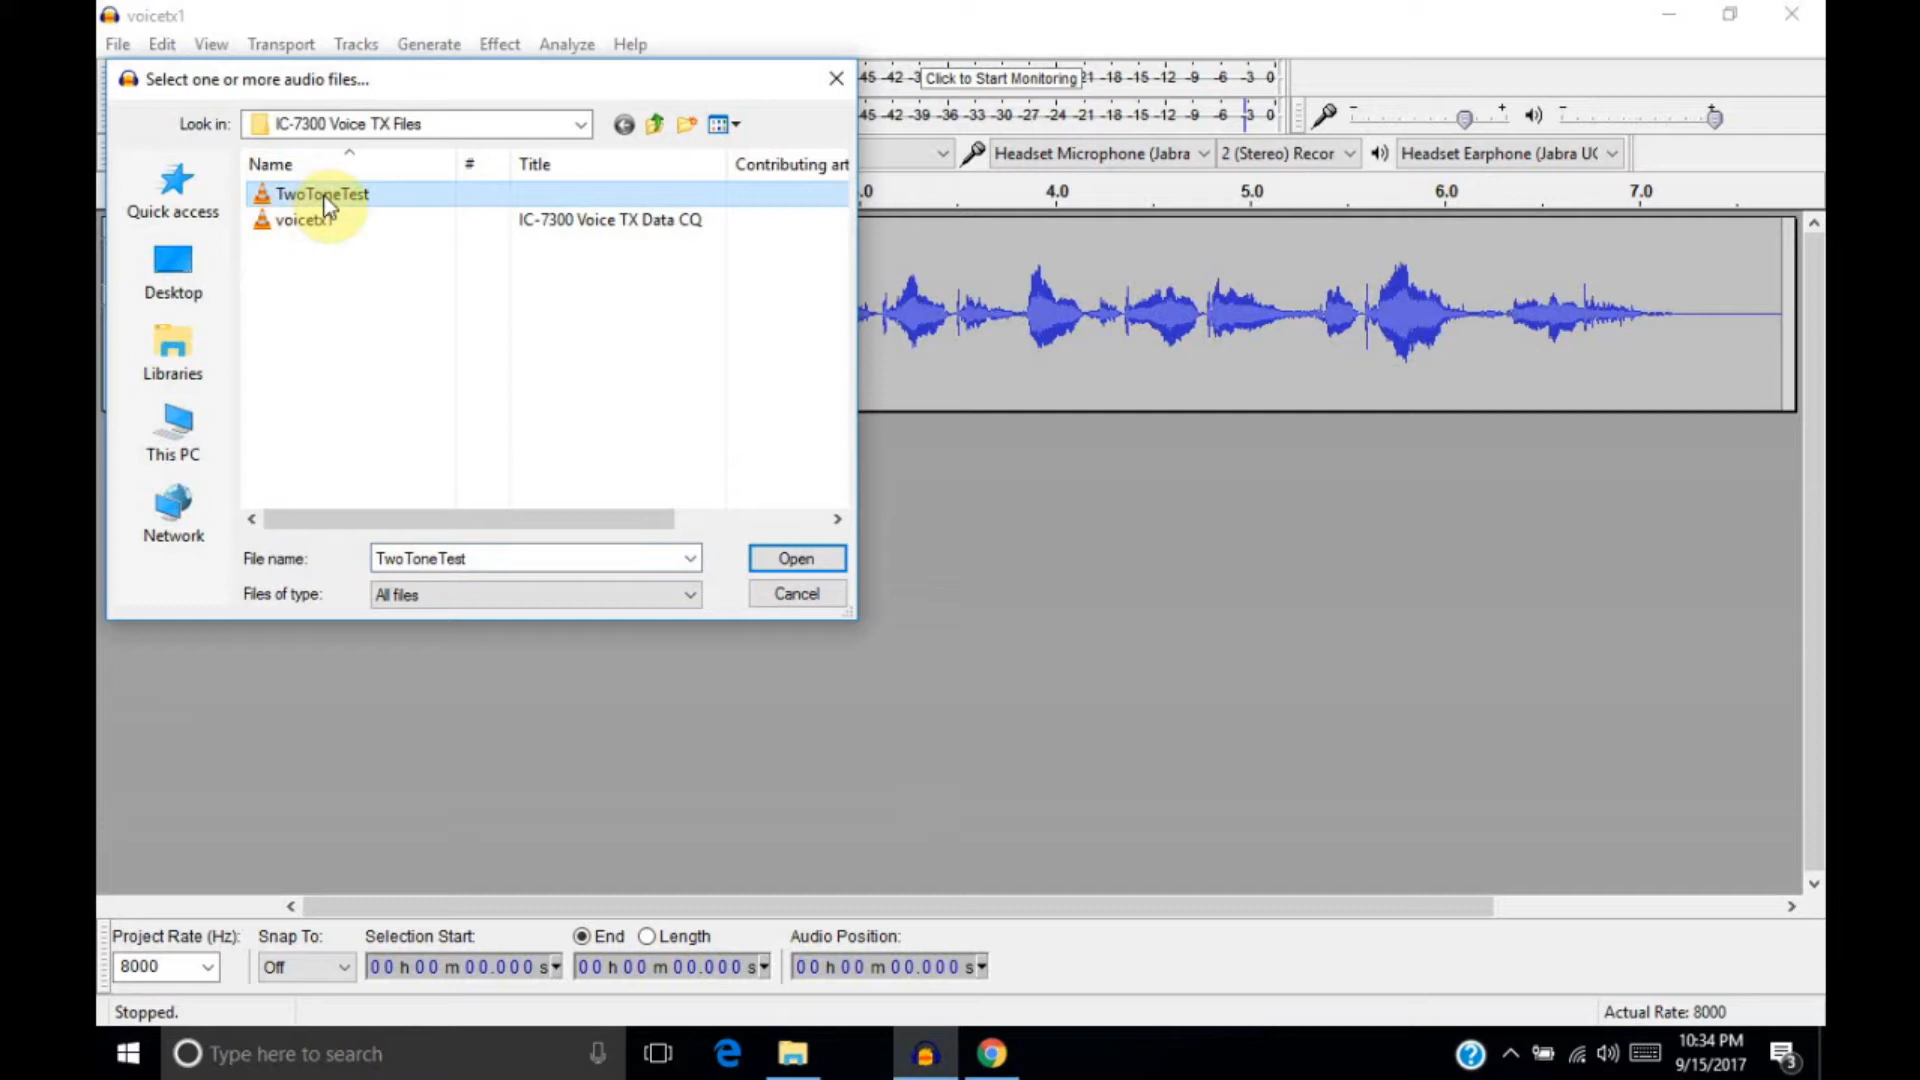 voicetx1
File Edit View Transport Tracks Generate Effect Analyze Help
Select one or more audio files...
45 -42 -3 Click to Start Monitoring 21 -18 -15 -12 -9 -6 -3 0
Look in: IC-7300 Voice TX Files
45 -42 -39 -36 -33 -30 -27 -24 -21 -18 -15 -12 -9 -6 -3 0
Headset Microphone (Jabra 2 (Stereo) Recor Headset Earphone (Jabra U(
Name # Title Contributing art
.0 4.0 5.0 6.0 7.0
TwoToneTest
voicetx1 IC-7300 Voice TX Data CQ
Quick access
Desktop
Libraries
This PC
Network
File name: TwoToneTest Open
Files of type: All files Cancel
Project Rate (Hz): Snap To: Selection Start: End Length Audio Position:
8000 Off 00 h 00 m 00.000 s 00 h 00 m 00.000 s 00 h 00 m 00.000 s
Stopped. Actual Rate: 8000
Type here to search
10:34 PM
9/15/2017
3